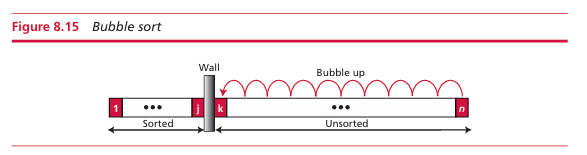 Figure 8.15 Bubble sort
Wall
Bubble up
1 ••• j k ••• n
Sorted Unsorted